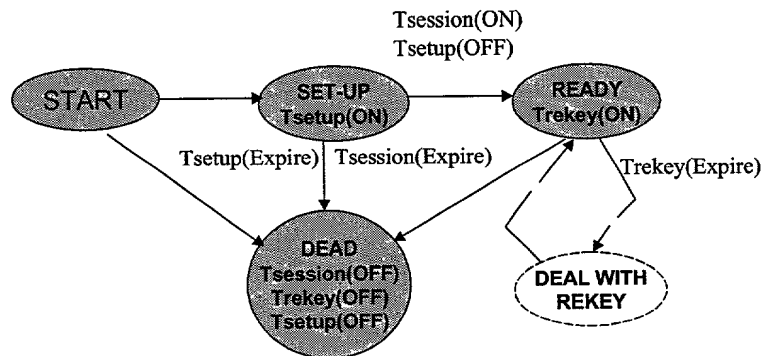 Tsession(ON)
Tsetup(OFF)
START
SET-UP
Tsetup(ON)
READY
Trekey(ON)
Tsetup(Expire)
Tsession(Expire)
Trekey(Expire)
DEAD
Tsession(OFF)
Trekey(OFF)
Tsetup(OFF)
DEAL WITH
REKEY